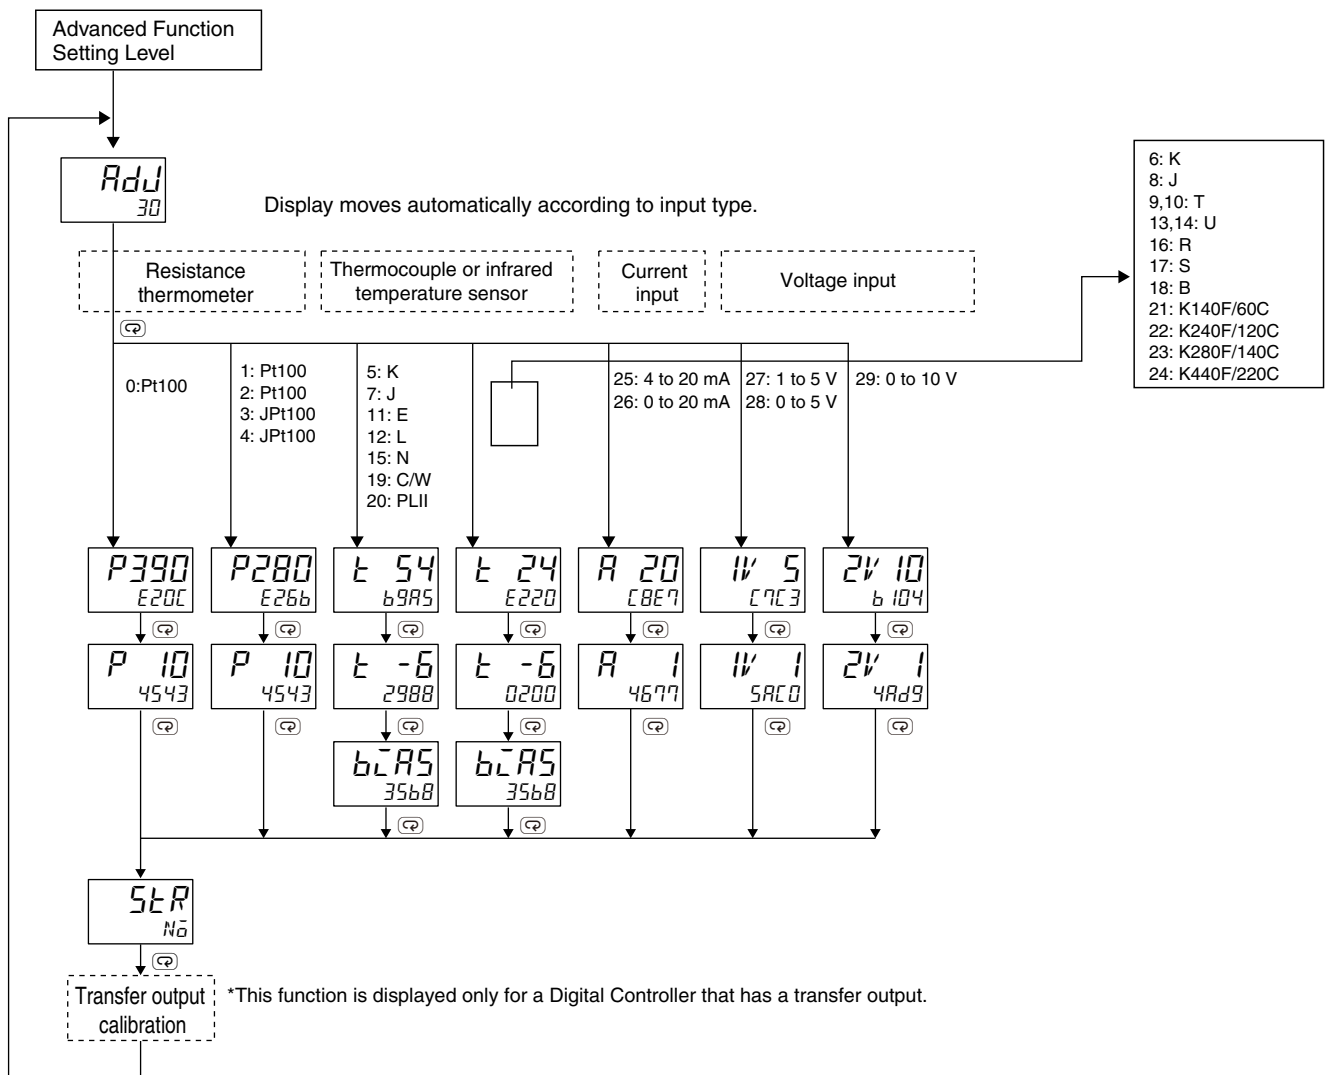 Advanced Function
Setting Level
AdJ
30
Display moves automatically according to input type.
Resistance
thermometer
Thermocouple or infrared
temperature sensor
Current
input
Voltage input
6: K
8: J
9,10: T
13,14: U
16: R
17: S
18: B
21: K140F/60C
22: K240F/120C
23: K280F/140C
24: K440F/220C
0:Pt100
1: Pt100
2: Pt100
3: JPt100
4: JPt100
5: K
7: J
11: E
12: L
15: N
19: C/W
20: PLII
25: 4 to 20 mA
26: 0 to 20 mA
27: 1 to 5 V
28: 0 to 5 V
29: 0 to 10 V
P390
E20C
P280
E26b
t 54
b9A5
t 24
E220
A 20
C8E7
1V 5
C7C3
2V 10
b104
P 10
4543
P 10
4543
t -6
2988
t -6
0200
A 1
4677
1V 1
5AC0
2V 1
4Ad9
biAS
35b8
biAS
35b8
StR
No
Transfer output
calibration
*This function is displayed only for a Digital Controller that has a transfer output.